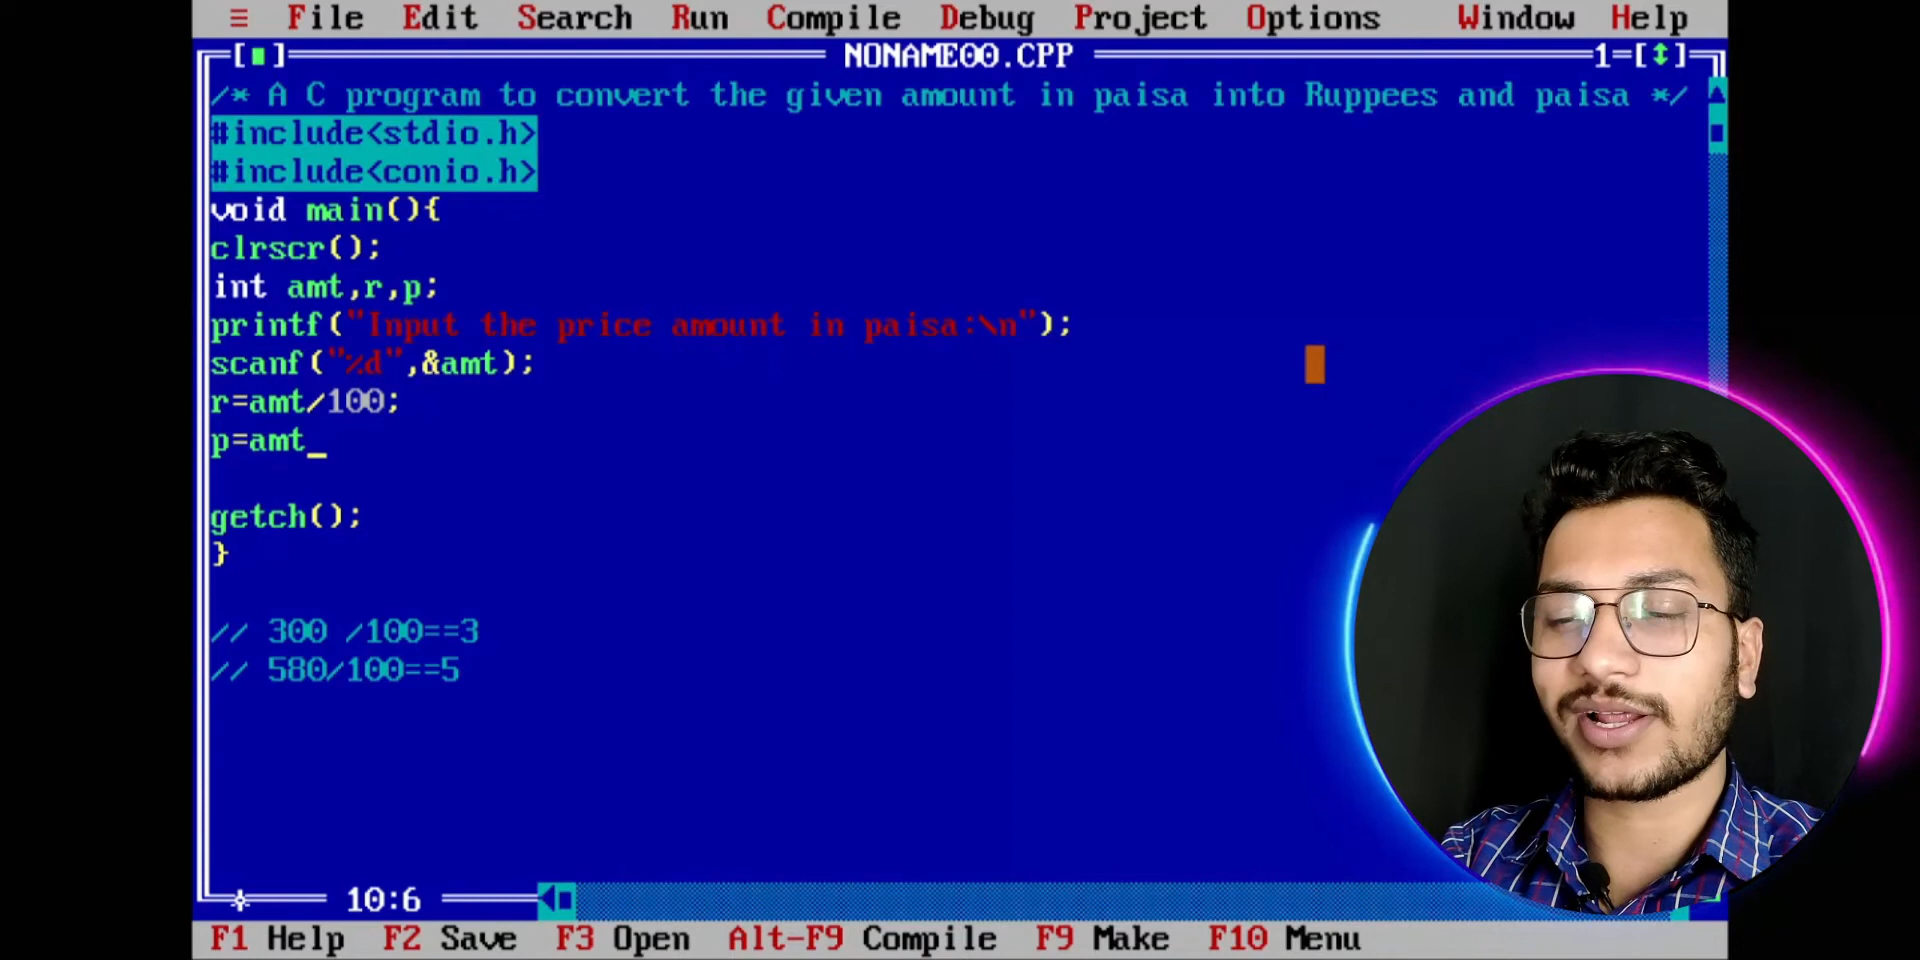 ≡ File Edit Search Run Compile Debug Project Options Window Help
[■] NONAME00.CPP 1=[↕]
/* A C program to convert the given amount in paisa into Ruppees and paisa */
#include<stdio.h>
#include<conio.h>
void main(){
clrscr();
int amt,r,p;
printf("Input the price amount in paisa:\n");
scanf("%d",&amt);
r=amt/100;
p=amt_
getch();
}
// 300 /100==3
// 580/100==5
10:6
F1 Help F2 Save F3 Open Alt-F9 Compile F9 Make F10 Menu